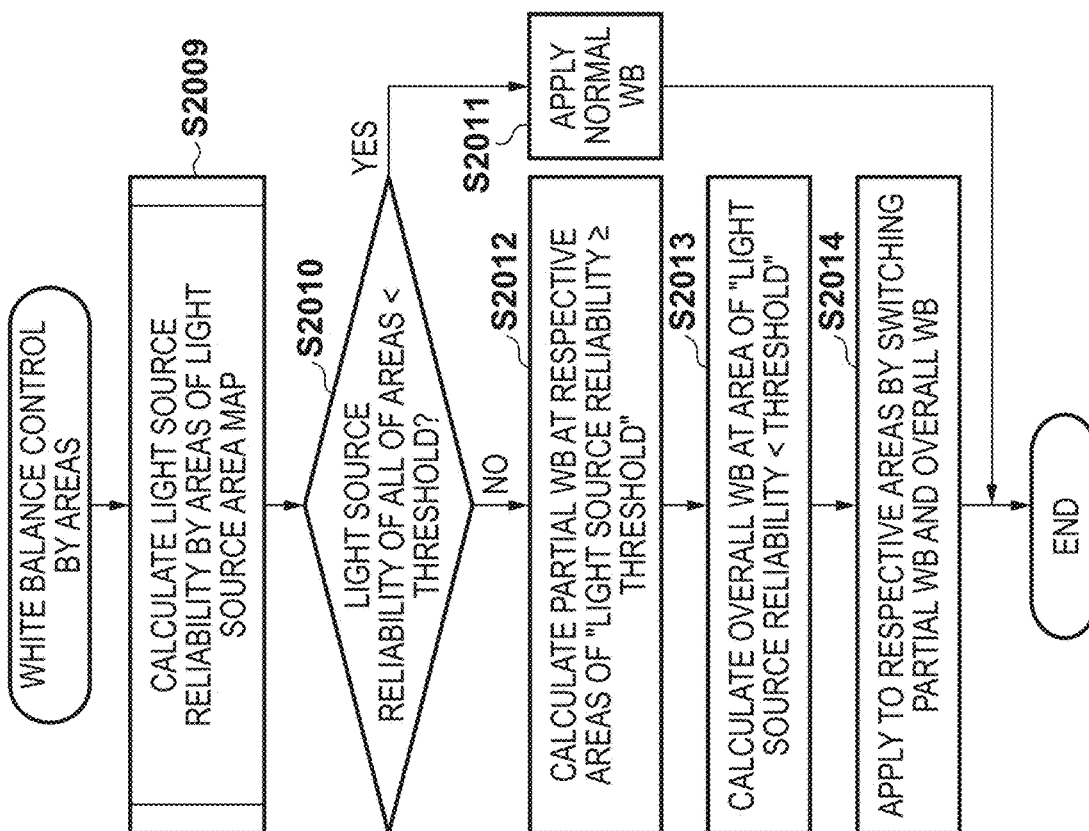 WHITE BALANCE CONTROL
BY AREAS
S2009
CALCULATE LIGHT SOURCE
RELIABILITY BY AREAS OF LIGHT
SOURCE AREA MAP
S2010
LIGHT SOURCE
RELIABILITY OF ALL OF AREAS <
THRESHOLD?
YES
NO
S2011
APPLY
NORMAL
WB
S2012
CALCULATE PARTIAL WB AT RESPECTIVE
AREAS OF "LIGHT SOURCE RELIABILITY ≥
THRESHOLD"
S2013
CALCULATE OVERALL WB AT AREA OF "LIGHT
SOURCE RELIABILITY < THRESHOLD"
S2014
APPLY TO RESPECTIVE AREAS BY SWITCHING
PARTIAL WB AND OVERALL WB
END